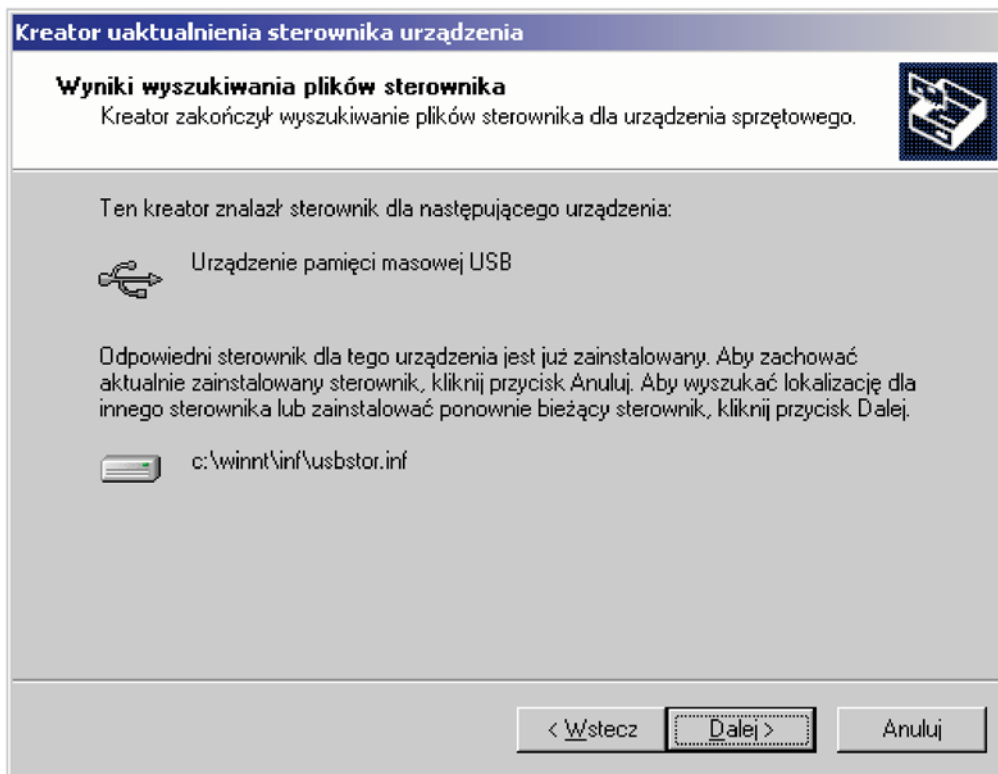 Kreator uaktualnienia sterownika urządzenia
Wyniki wyszukiwania plików sterownika
Kreator zakończył wyszukiwanie plików sterownika dla urządzenia sprzętowego.
Ten kreator znalazł sterownik dla następującego urządzenia:
Urządzenie pamięci masowej USB
Odpowiedni sterownik dla tego urządzenia jest już zainstalowany. Aby zachować
aktualnie zainstalowany sterownik, kliknij przycisk Anuluj. Aby wyszukać lokalizację dla
innego sterownika lub zainstalować ponownie bieżący sterownik, kliknij przycisk Dalej.
c:\winnt\inf\usbstor.inf
< Wstecz
Dalej >
Anuluj